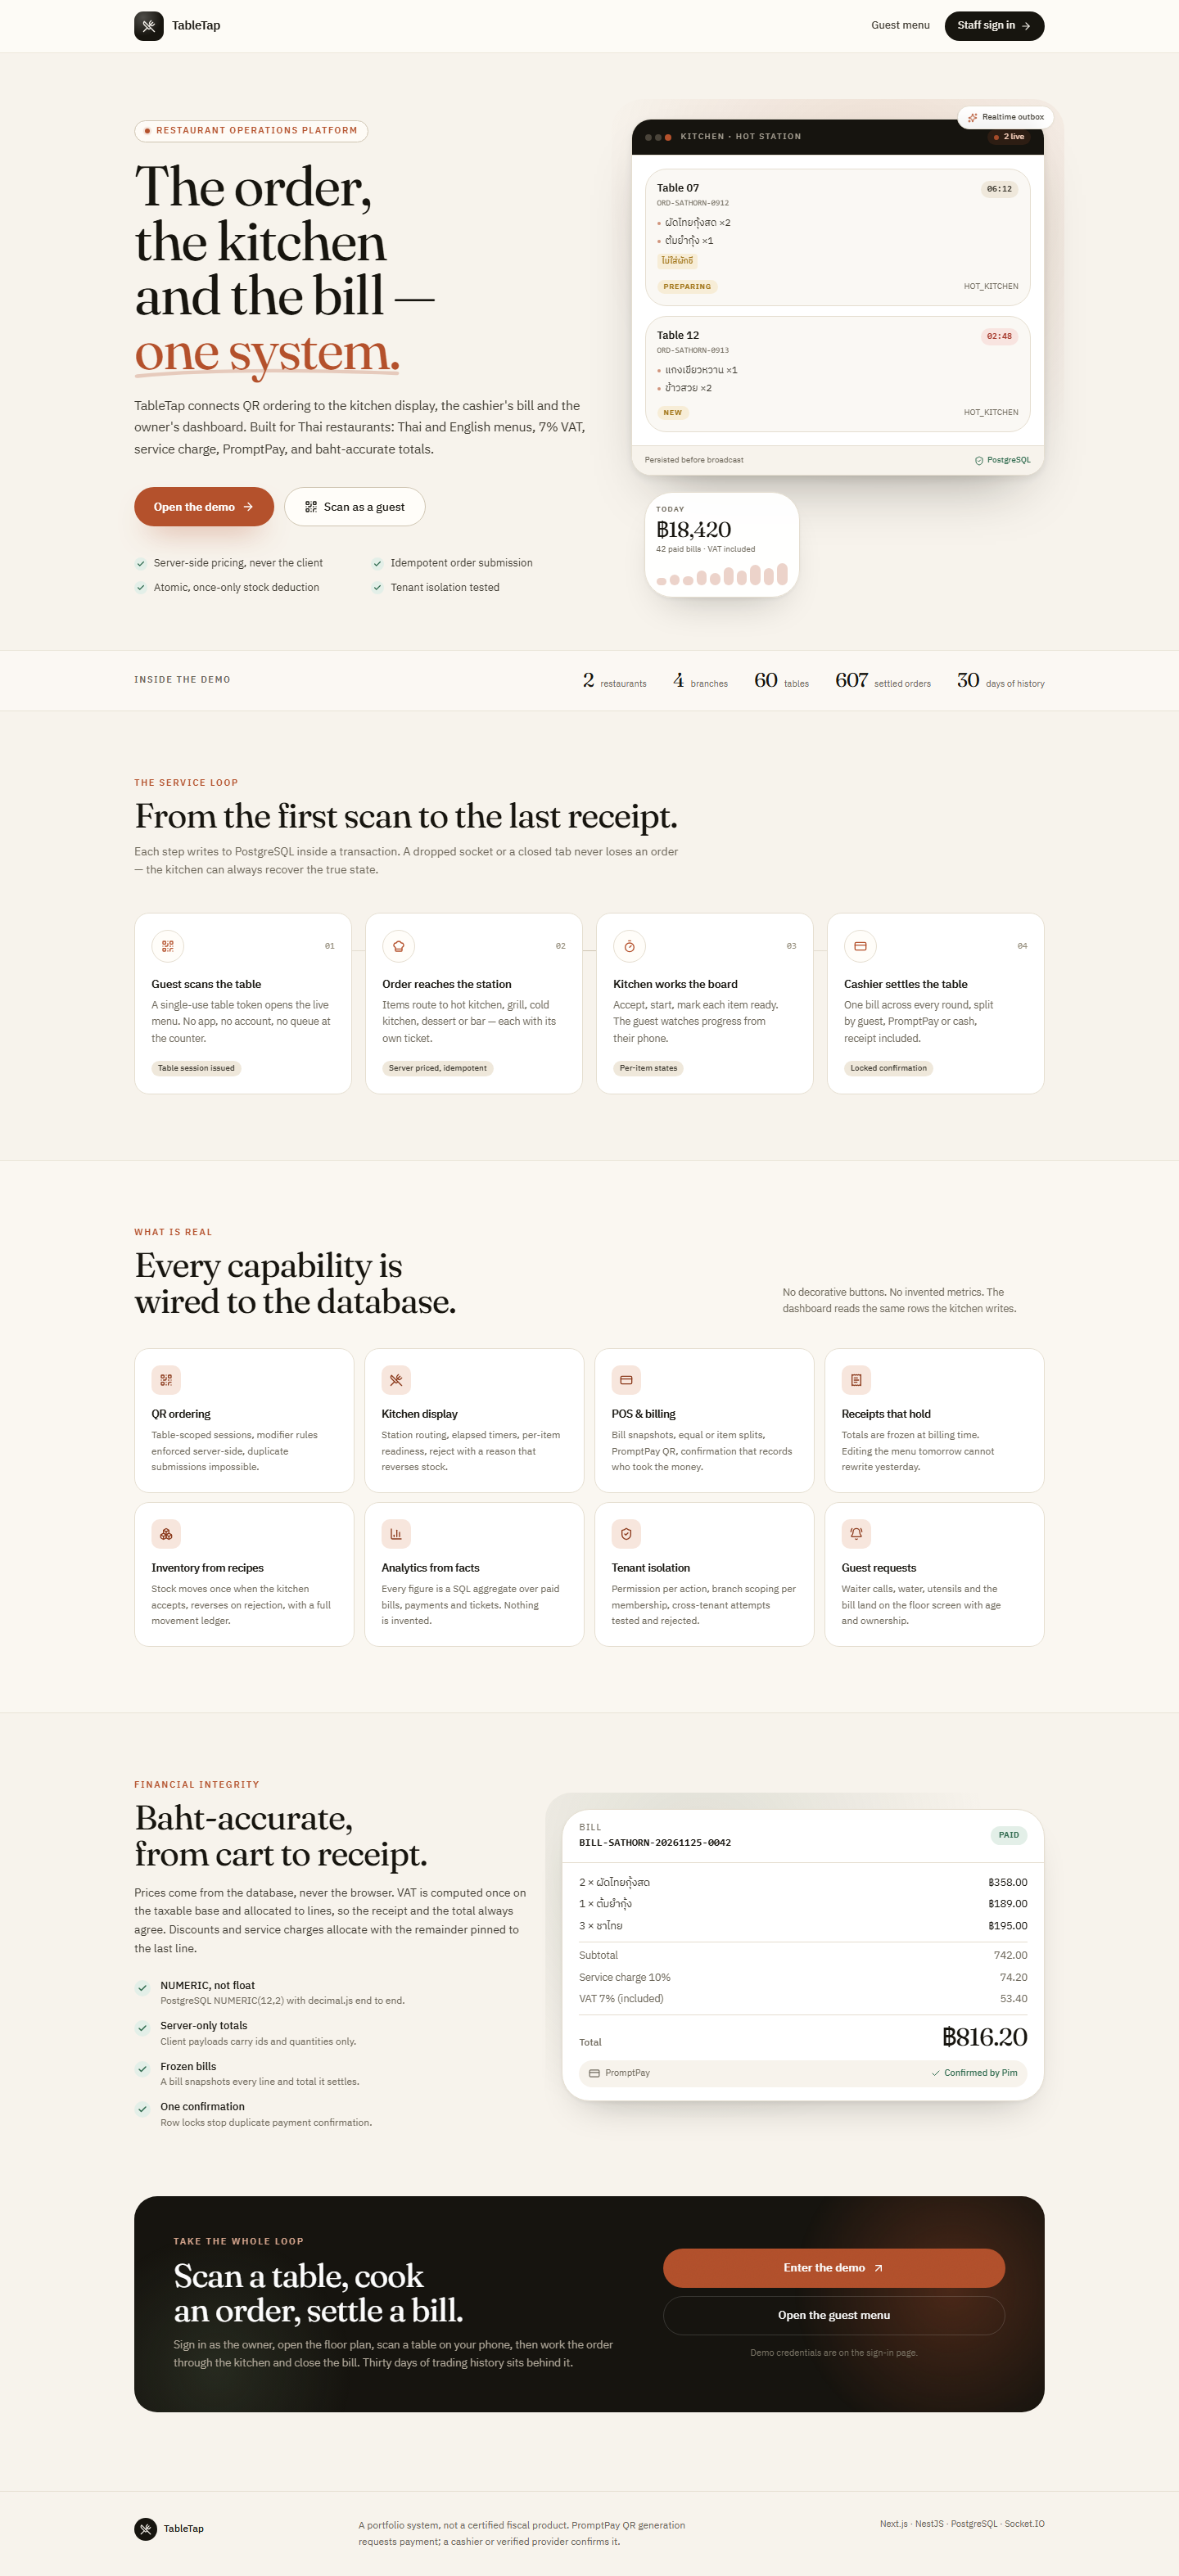 TableTap
Guest menu
Staff sign in
RESTAURANT OPERATIONS PLATFORM
The order,
the kitchen
and the bill —
one system.
TableTap connects QR ordering to the kitchen display, the cashier's bill and the
owner's dashboard. Built for Thai restaurants: Thai and English menus, 7% VAT,
service charge, PromptPay, and baht-accurate totals.
Open the demo
Scan as a guest
Server-side pricing, never the client
Idempotent order submission
Atomic, once-only stock deduction
Tenant isolation tested
Realtime outbox
KITCHEN · HOT STATION
2 live
Table 07
06:12
ORD-SATHORN-0912
ผัดไทยกุ้งสด ×2
ต้มยำกุ้ง ×1
ไม่ใส่ผักชี
PREPARING
HOT_KITCHEN
Table 12
02:48
ORD-SATHORN-0913
แกงเขียวหวาน ×1
ข้าวสวย ×2
NEW
HOT_KITCHEN
Persisted before broadcast
PostgreSQL
TODAY
฿18,420
42 paid bills · VAT included
INSIDE THE DEMO
2 restaurants
4 branches
60 tables
607 settled orders
30 days of history
THE SERVICE LOOP
From the first scan to the last receipt.
Each step writes to PostgreSQL inside a transaction. A dropped socket or a closed tab never loses an order
— the kitchen can always recover the true state.
01
Guest scans the table
A single-use table token opens the live
menu. No app, no account, no queue at
the counter.
Table session issued
02
Order reaches the station
Items route to hot kitchen, grill, cold
kitchen, dessert or bar — each with its
own ticket.
Server priced, idempotent
03
Kitchen works the board
Accept, start, mark each item ready.
The guest watches progress from
their phone.
Per-item states
04
Cashier settles the table
One bill across every round, split
by guest, PromptPay or cash,
receipt included.
Locked confirmation
WHAT IS REAL
Every capability is
wired to the database.
No decorative buttons. No invented metrics. The
dashboard reads the same rows the kitchen writes.
QR ordering
Table-scoped sessions, modifier rules
enforced server-side, duplicate
submissions impossible.
Kitchen display
Station routing, elapsed timers, per-item
readiness, reject with a reason that
reverses stock.
POS & billing
Bill snapshots, equal or item splits,
PromptPay QR, confirmation that records
who took the money.
Receipts that hold
Totals are frozen at billing time.
Editing the menu tomorrow cannot
rewrite yesterday.
Inventory from recipes
Stock moves once when the kitchen
accepts, reverses on rejection, with a full
movement ledger.
Analytics from facts
Every figure is a SQL aggregate over paid
bills, payments and tickets. Nothing
is invented.
Tenant isolation
Permission per action, branch scoping per
membership, cross-tenant attempts
tested and rejected.
Guest requests
Waiter calls, water, utensils and the
bill land on the floor screen with age
and ownership.
FINANCIAL INTEGRITY
Baht-accurate,
from cart to receipt.
Prices come from the database, never the browser. VAT is computed once on
the taxable base and allocated to lines, so the receipt and the total always
agree. Discounts and service charges allocate with the remainder pinned to
the last line.
NUMERIC, not float
PostgreSQL NUMERIC(12,2) with decimal.js end to end.
Server-only totals
Client payloads carry ids and quantities only.
Frozen bills
A bill snapshots every line and total it settles.
One confirmation
Row locks stop duplicate payment confirmation.
BILL
BILL-SATHORN-20261125-0042
PAID
2 × ผัดไทยกุ้งสด ฿358.00
1 × ต้มยำกุ้ง ฿189.00
3 × ชาไทย ฿195.00
Subtotal 742.00
Service charge 10% 74.20
VAT 7% (included) 53.40
Total ฿816.20
PromptPay
Confirmed by Pim
TAKE THE WHOLE LOOP
Scan a table, cook
an order, settle a bill.
Sign in as the owner, open the floor plan, scan a table on your phone, then work the order
through the kitchen and close the bill. Thirty days of trading history sits behind it.
Enter the demo
Open the guest menu
Demo credentials are on the sign-in page.
TableTap
A portfolio system, not a certified fiscal product. PromptPay QR generation
requests payment; a cashier or verified provider confirms it.
Next.js · NestJS · PostgreSQL · Socket.IO